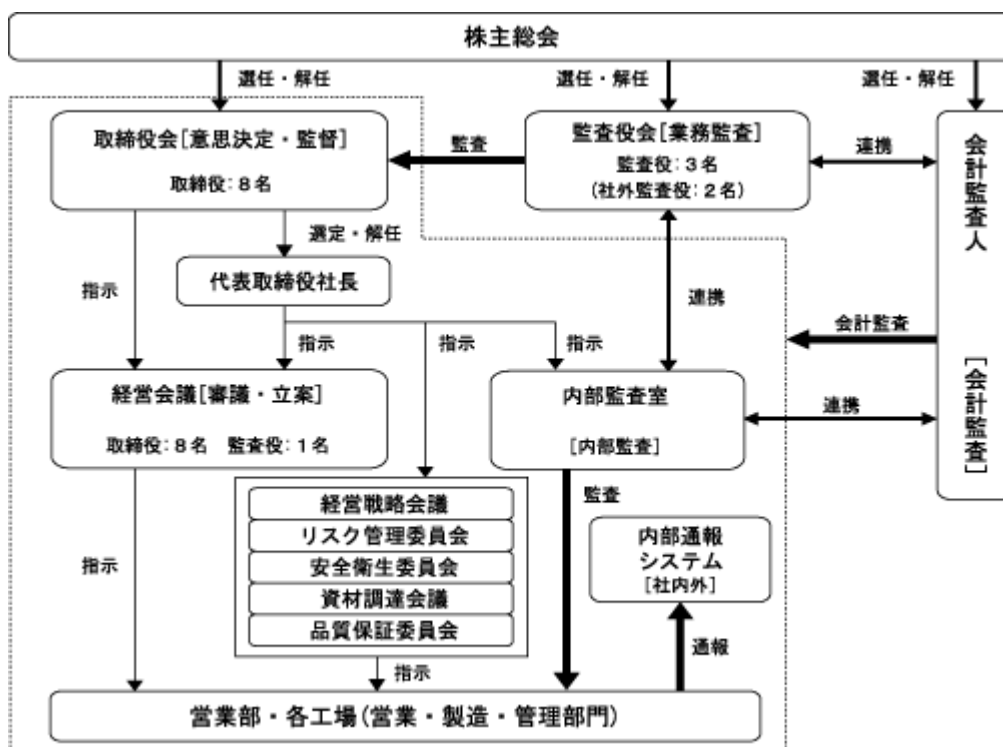 株主総会
選任・解任
選任・解任
選任・解任
取締役会[意思決定・監督]
取締役:8名
監査
監査役会[業務監査]
監査役:3名
(社外監査役:2名)
連携
会計監査人
[会計監査]
選定・解任
代表取締役社長
指示
連携
会計監査
指示
指示
指示
経営会議[審議・立案]
取締役:8名 監査役:1名
内部監査室
[内部監査]
連携
経営戦略会議
リスク管理委員会
安全衛生委員会
資材調達会議
品質保証委員会
監査
内部通報
システム
[社内外]
指示
通報
指示
営業部・各工場(営業・製造・管理部門)